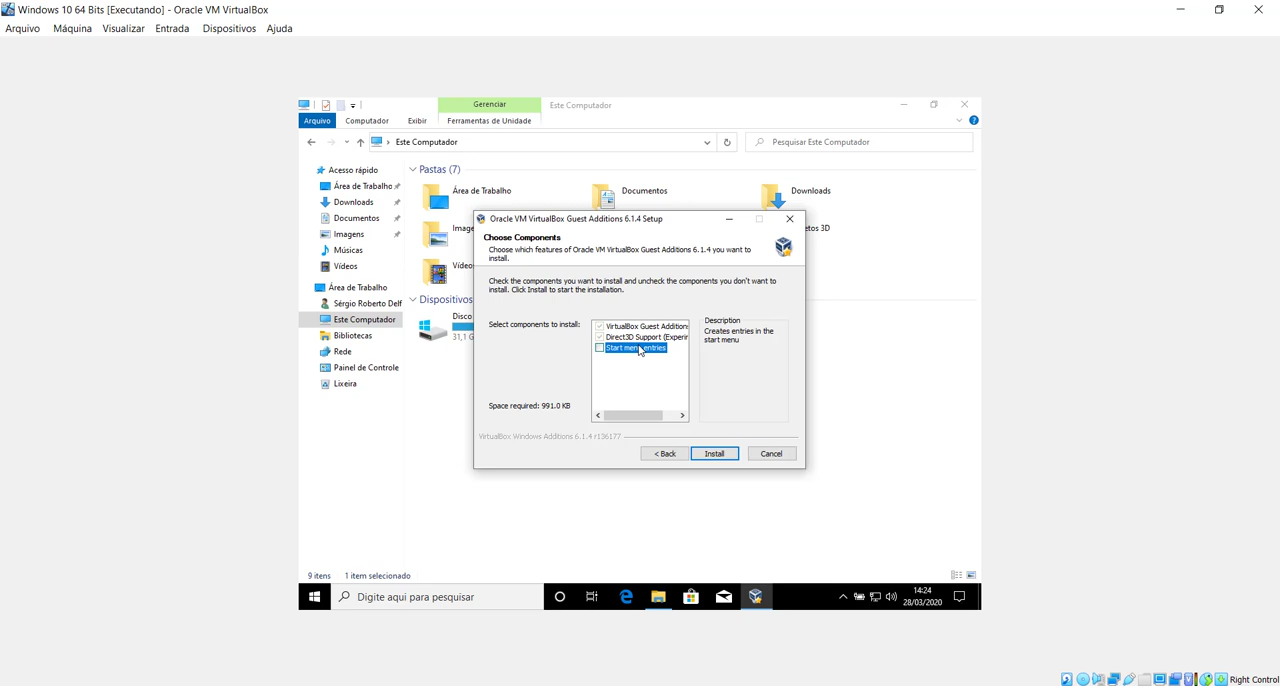 Windows 10 64 Bits [Executando] - Oracle VM VirtualBox
Arquivo Máquina Visualizar Entrada Dispositivos Ajuda
Gerenciar Este Computador
Arquivo Computador Exibir Ferramentas de Unidade
Este Computador Pesquisar Este Computador
Acesso rápido
Área de Trabalho
Downloads
Documentos
Imagens
Músicas
Vídeos
Área de Trabalho
Sérgio Roberto Delf
Este Computador
Bibliotecas
Rede
Painel de Controle
Lixeira
Pastas (7)
Área de Trabalho Documentos Downloads
Image
tos 3D
Vídeo
Dispositivos
Disco
31,1 G
Oracle VM VirtualBox Guest Additions 6.1.4 Setup
Choose Components
Choose which features of Oracle VM VirtualBox Guest Additions 6.1.4 you want to
install.
Check the components you want to install and uncheck the components you don't want to
install. Click Install to start the installation.
Select components to install:
VirtualBox Guest Additions
Direct3D Support (Experir
Start menu entries
Description
Creates entries in the
start menu
Space required: 991.0 KB
VirtualBox Windows Additions 6.1.4 r136177
< Back Install Cancel
9 itens 1 item selecionado
Digite aqui para pesquisar
14:24
28/03/2020
Right Control